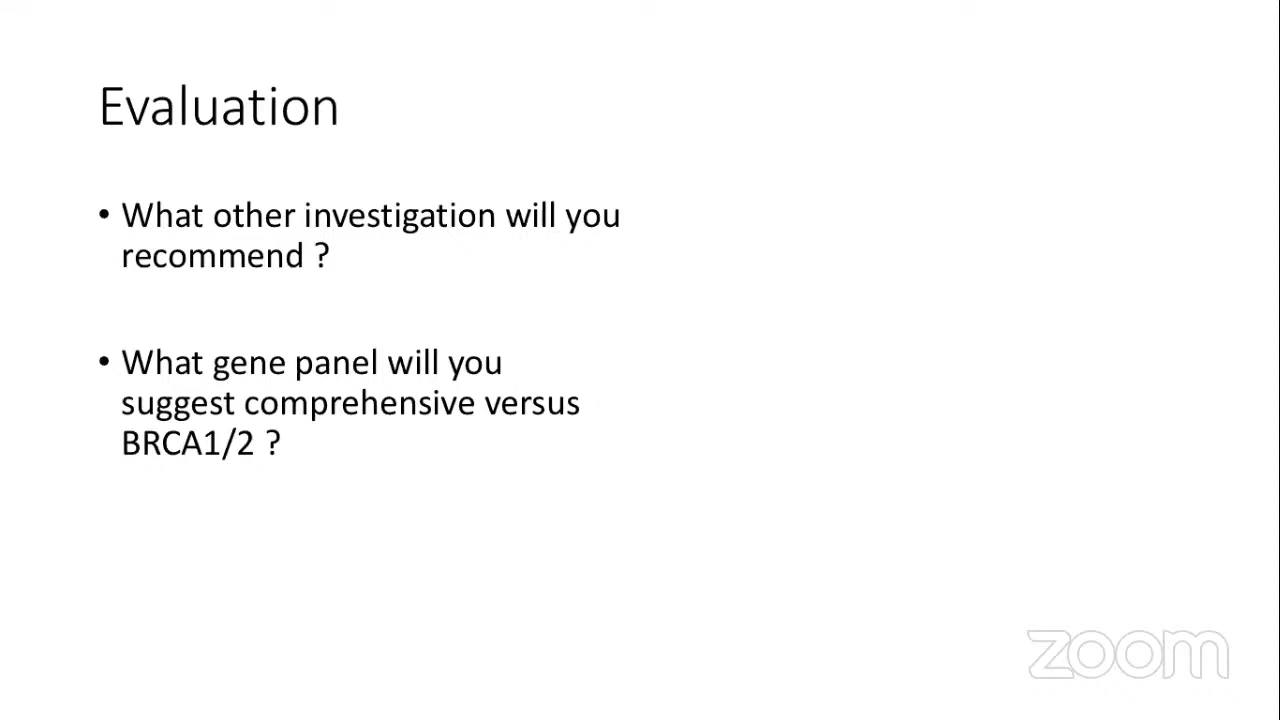 Evaluation
• What other investigation will you
recommend ?
• What gene panel will you
suggest comprehensive versus
BRCA1/2 ?
zoom